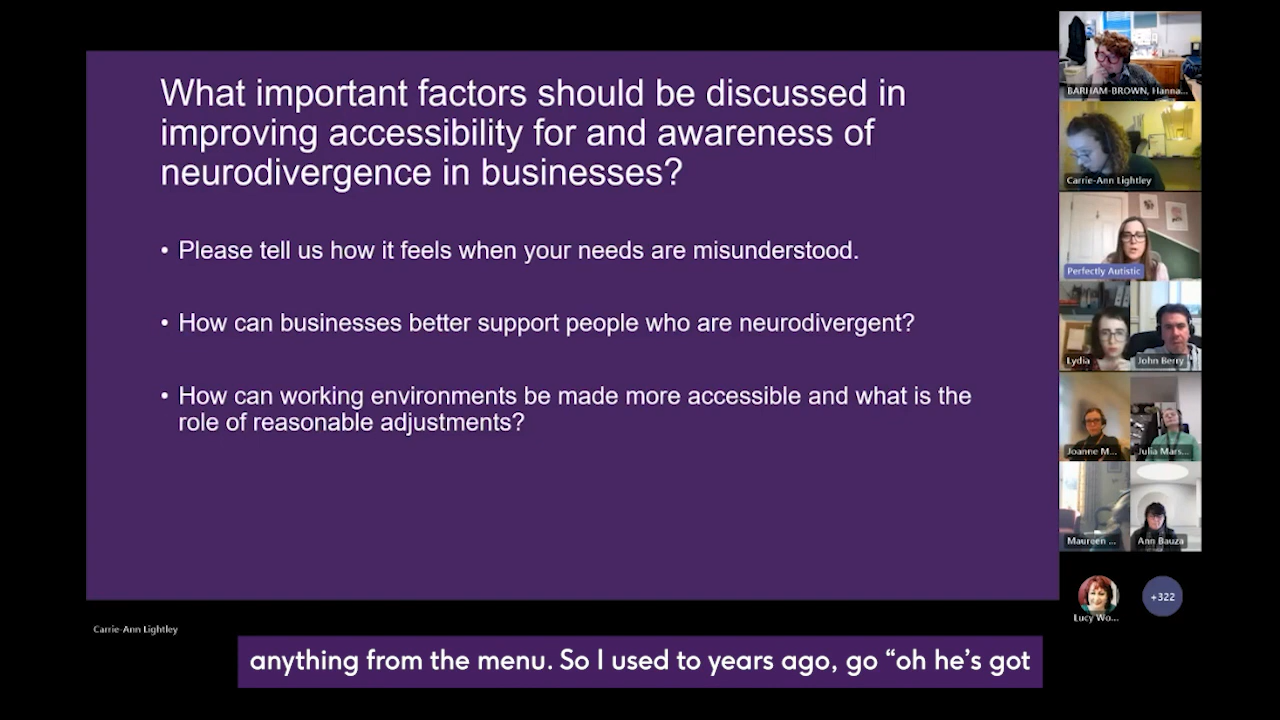 What important factors should be discussed in
improving accessibility for and awareness of
neurodivergence in businesses?
• Please tell us how it feels when your needs are misunderstood.
• How can businesses better support people who are neurodivergent?
• How can working environments be made more accessible and what is the
role of reasonable adjustments?
BARHAM-BROWN, Hanna...
Carrie-Ann Lightley
Perfectly Autistic
Lydia
John Berry
Joanne M...
Julia Mars...
Maureen ...
Ann Bauza
Lucy Wo...
+322
Carrie-Ann Lightley
anything from the menu. So I used to years ago, go “oh he’s got